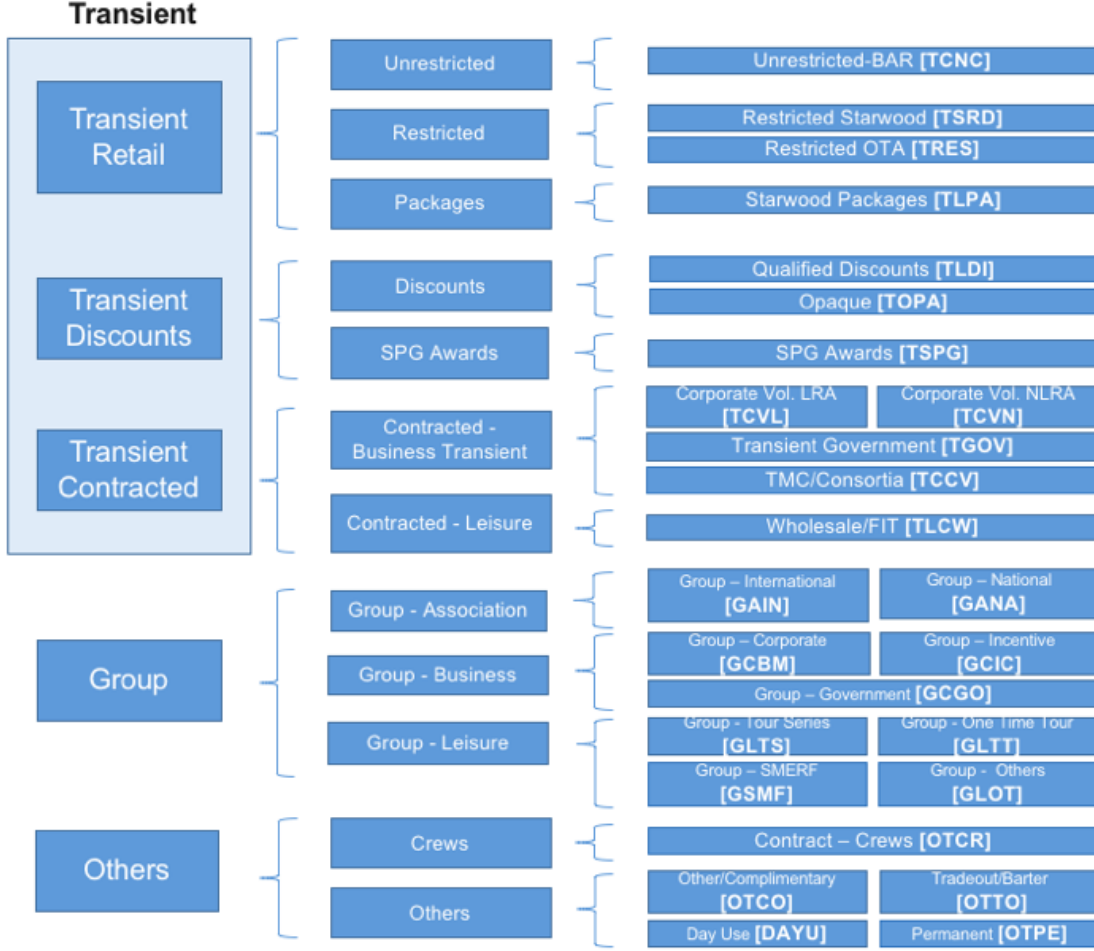 Transient
Transient
Retail
Unrestricted
Unrestricted-BAR [TCNC]
Restricted
Restricted Starwood [TSRD]
Restricted OTA [TRES]
Packages
Starwood Packages [TLPA]
Transient
Discounts
Discounts
Qualified Discounts [TLDI]
Opaque [TOPA]
SPG Awards
SPG Awards [TSPG]
Transient
Contracted
Contracted -
Business Transient
Corporate Vol. LRA
[TCVL]
Corporate Vol. NLRA
[TCVN]
Transient Government [TGOV]
TMC/Consortia [TCCV]
Contracted - Leisure
Wholesale/FIT [TLCW]
Group
Group - Association
Group – International
[GAIN]
Group – National
[GANA]
Group - Business
Group – Corporate
[GCBM]
Group – Incentive
[GCIC]
Group – Government [GCGO]
Group - Leisure
Group - Tour Series
[GLTS]
Group - One Time Tour
[GLTT]
Group – SMERF
[GSMF]
Group -  Others
[GLOT]
Others
Crews
Contract – Crews [OTCR]
Others
Other/Complimentary
[OTCO]
Tradeout/Barter
[OTTO]
Day Use [DAYU]
Permanent [OTPE]